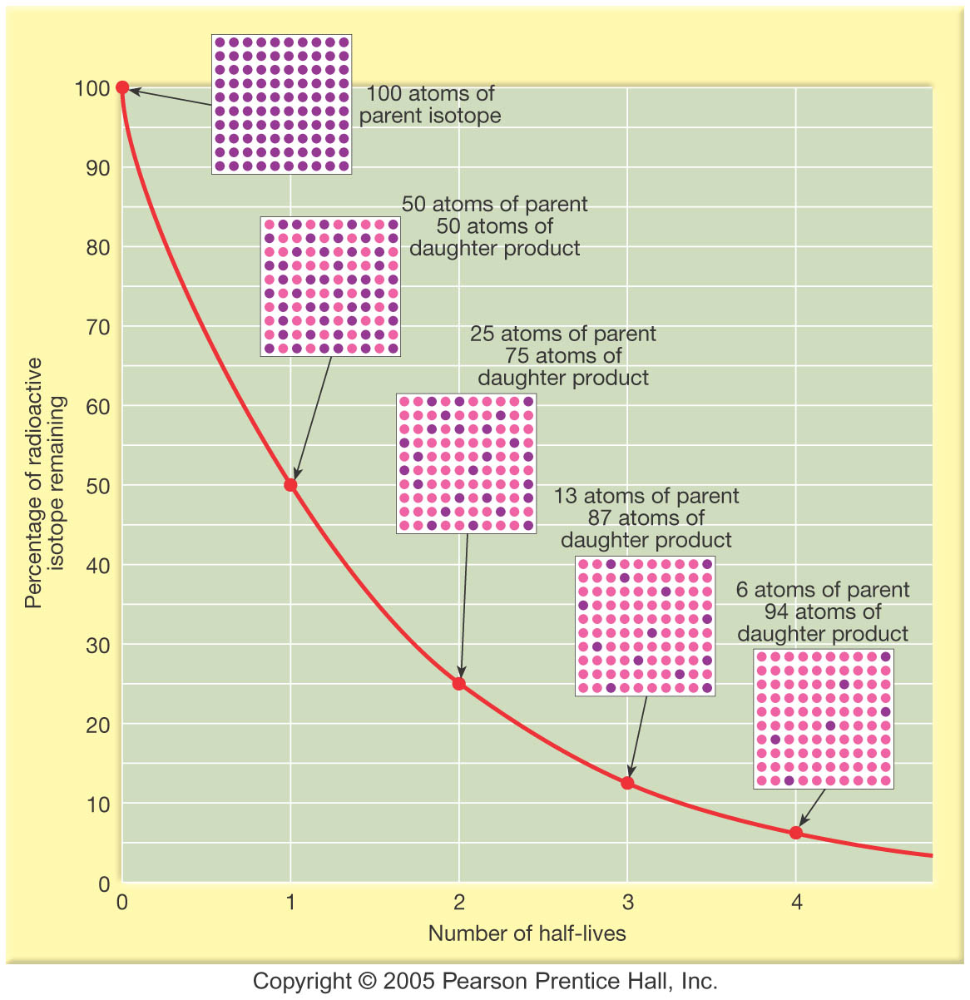 100 atoms of
parent isotope
50 atoms of parent
50 atoms of
daughter product
25 atoms of parent
75 atoms of
daughter product
13 atoms of parent
87 atoms of
daughter product
6 atoms of parent
94 atoms of
daughter product
Percentage of radioactive
isotope remaining
100
90
80
70
60
50
40
30
20
10
0
0 1 2 3 4
Number of half-lives
Copyright © 2005 Pearson Prentice Hall, Inc.